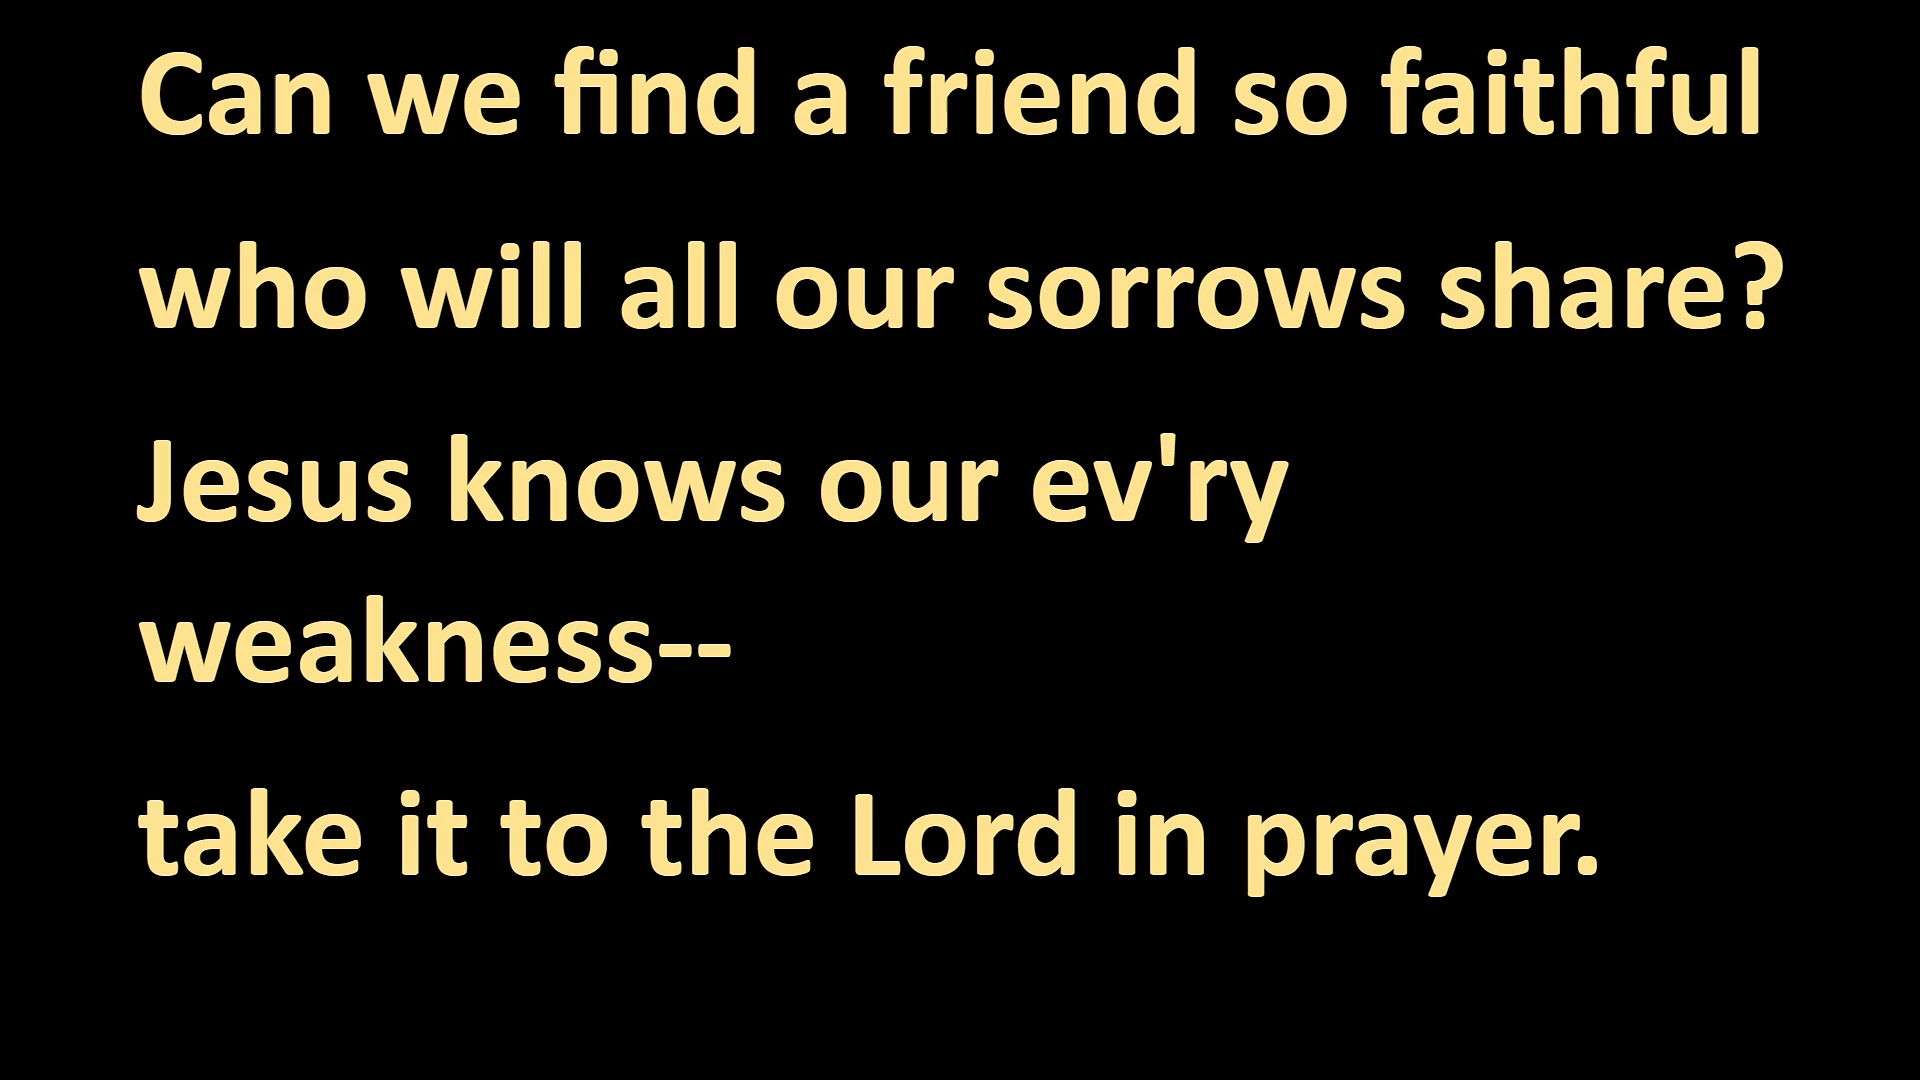 Can we find a friend so faithful
who will all our sorrows share?
Jesus knows our ev'ry
weakness--
take it to the Lord in prayer.